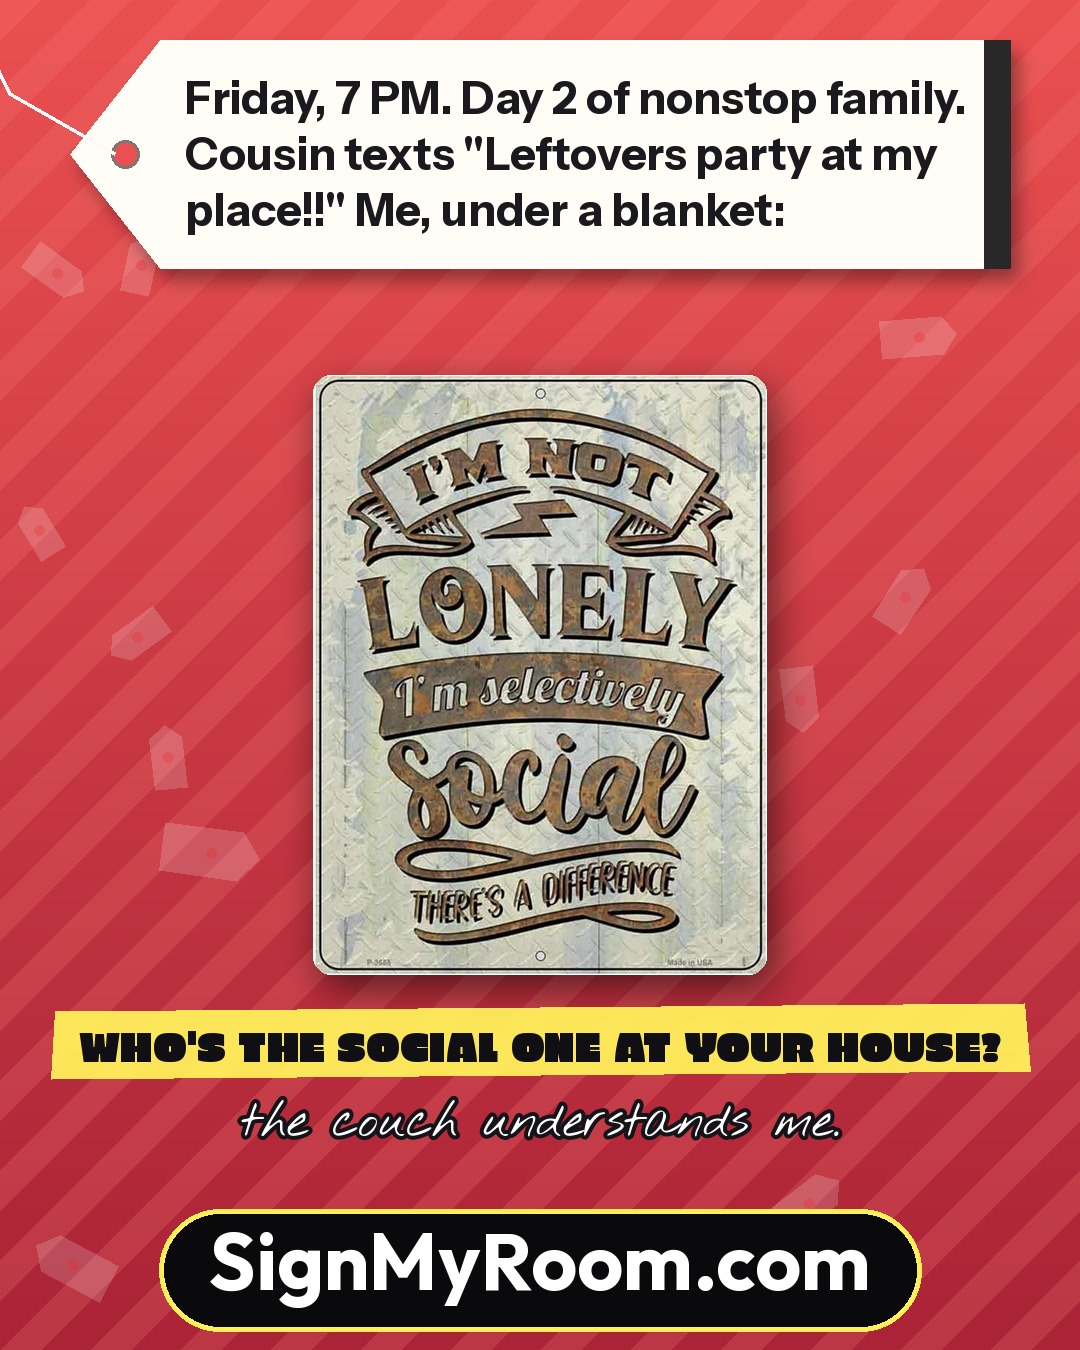 Friday, 7 PM. Day 2 of nonstop family.
Cousin texts "Leftovers party at my
place!!" Me, under a blanket:
I'M NOT
LONELY
I'm selectively
Social
THERE'S A DIFFERENCE
Made in USA
WHO'S THE SOCIAL ONE AT YOUR HOUSE?
the couch understands me.
SignMyRoom.com